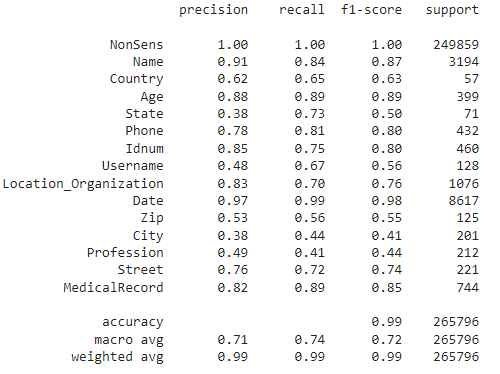 precision recall f1-score support
NonSens 1.00 1.00 1.00 249859
Name 0.91 0.84 0.87 3194
Country 0.62 0.65 0.63 57
Age 0.88 0.89 0.89 399
State 0.38 0.73 0.50 71
Phone 0.78 0.81 0.80 432
Idnum 0.85 0.75 0.80 460
Username 0.48 0.67 0.56 128
Location_Organization 0.83 0.70 0.76 1076
Date 0.97 0.99 0.98 8617
Zip 0.53 0.56 0.55 125
City 0.38 0.44 0.41 201
Profession 0.49 0.41 0.44 212
Street 0.76 0.72 0.74 221
MedicalRecord 0.82 0.89 0.85 744
accuracy 0.99 265796
macro avg 0.71 0.74 0.72 265796
weighted avg 0.99 0.99 0.99 265796